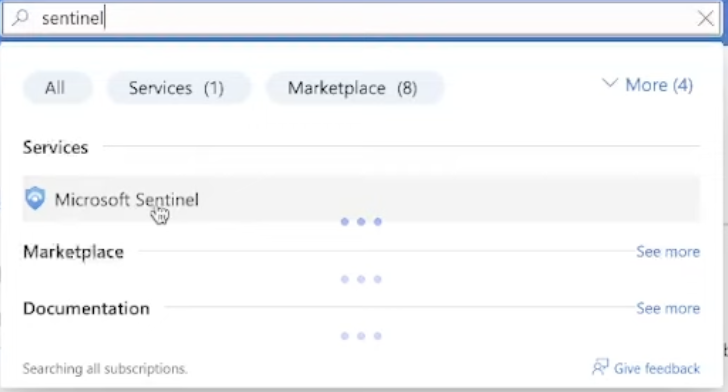 sentinel
All Services (1) Marketplace (8) More (4)
Services
Microsoft Sentinel
Marketplace See more
Documentation See more
Searching all subscriptions. Give feedback